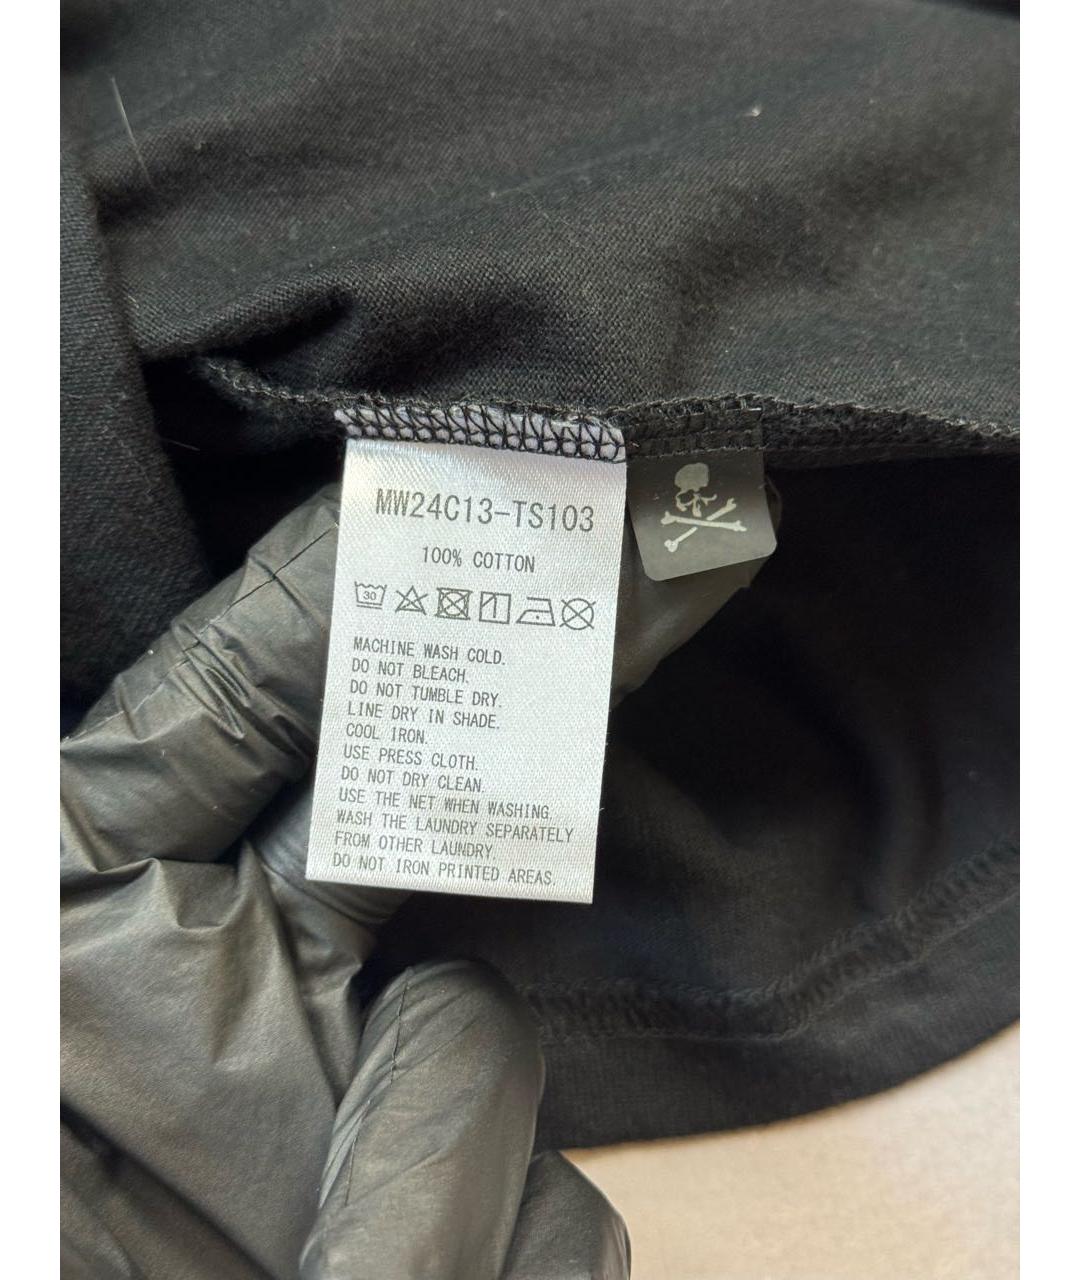 MW24C13-TS103
100% COTTON
30
MACHINE WASH COLD.
DO NOT BLEACH.
DO NOT TUMBLE DRY.
LINE DRY IN SHADE.
COOL IRON.
USE PRESS CLOTH.
DO NOT DRY CLEAN.
USE THE NET WHEN WASHING.
WASH THE LAUNDRY SEPARATELY
FROM OTHER LAUNDRY.
DO NOT IRON PRINTED AREAS.